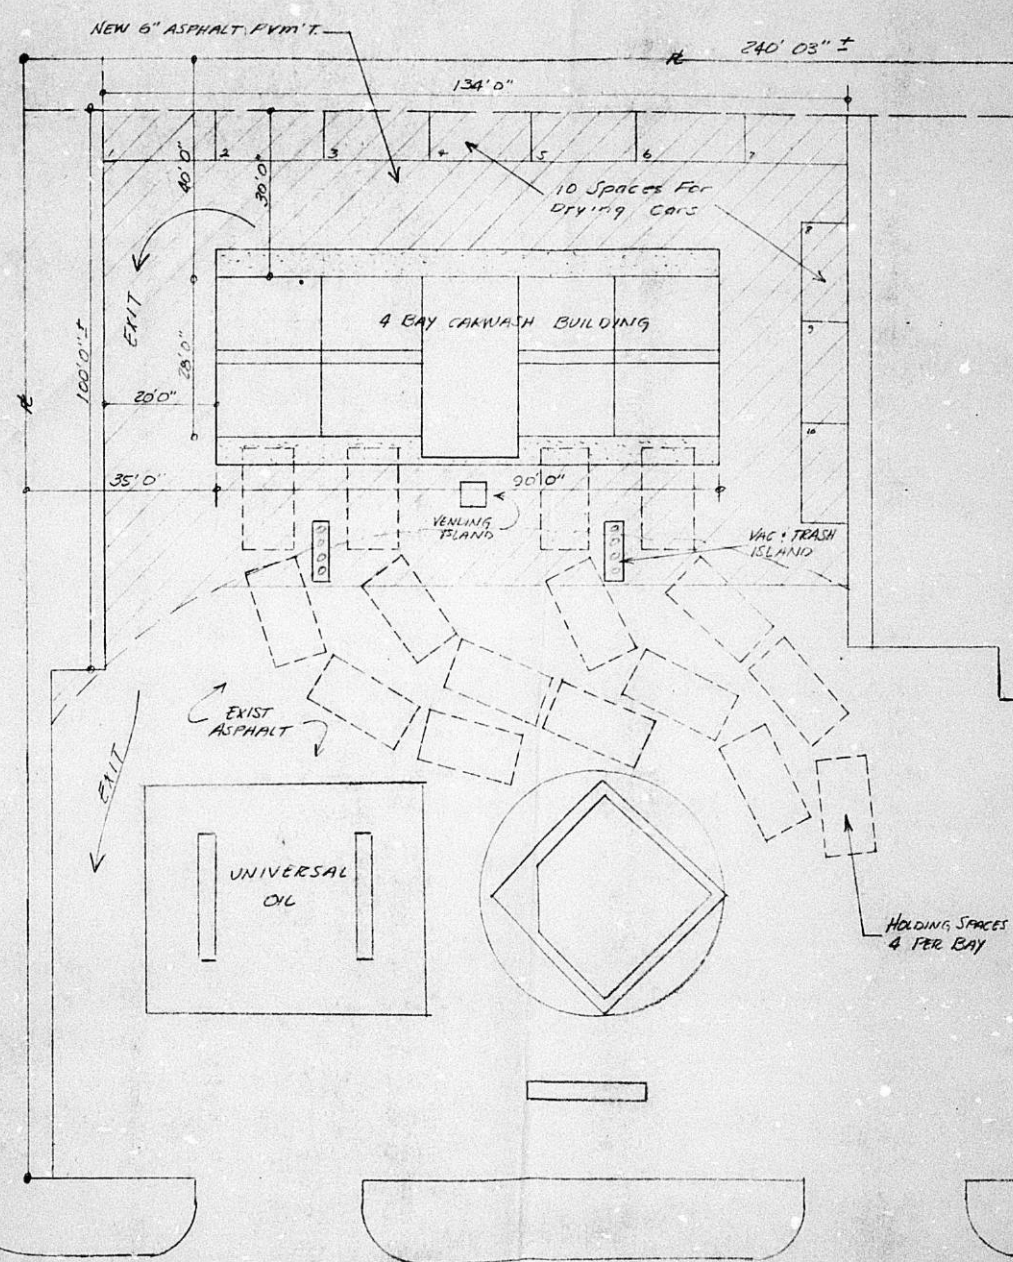 NEW 6" ASPHALT PVM'T.
240' 03" ±
PL
134'0"
1
2
3
4
5
6
7
40'0"
30'0"
10 Spaces For
Drying Cars
8
EXIT
4 BAY CARWASH BUILDING
9
100'0" ±
28'0"
PL
20'0"
10
35'0"
90'0"
VENDING
ISLAND
VAC & TRASH
ISLAND
EXIST
ASPHALT
EXIT
UNIVERSAL
OIL
HOLDING SPACES
4 PER BAY